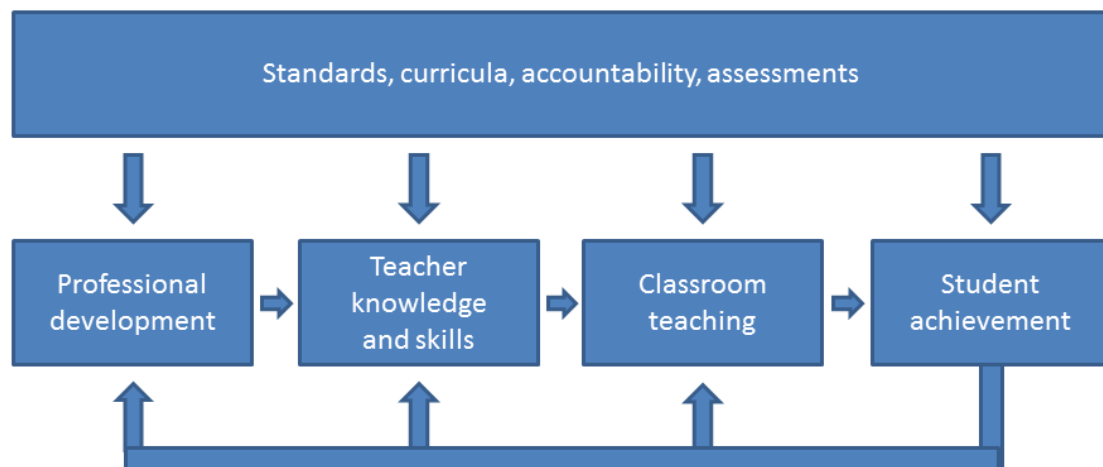 Standards, curricula, accountability, assessments
Professional
development
Teacher
knowledge
and skills
Classroom
teaching
Student
achievement